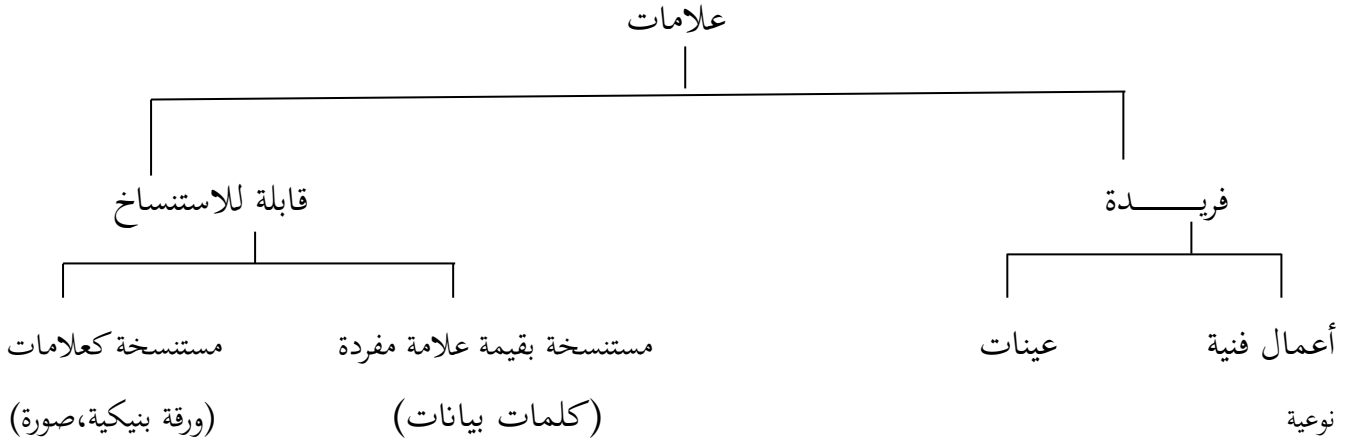 علامات
فريـــــدة
قابلة للاستنساخ
أعمال فنية
نوعية
عينات
مستنسخة بقيمة علامة مفردة
(كلمات بيانات)
مستنسخة كعلامات
(ورقة بنيكية،صورة)